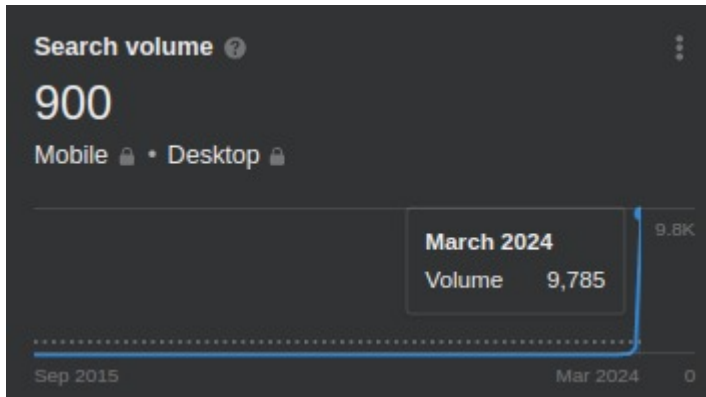 Search volume ?
900
Mobile • Desktop
March 2024
Volume 9,785
9.8K
Sep 2015 Mar 2024 0